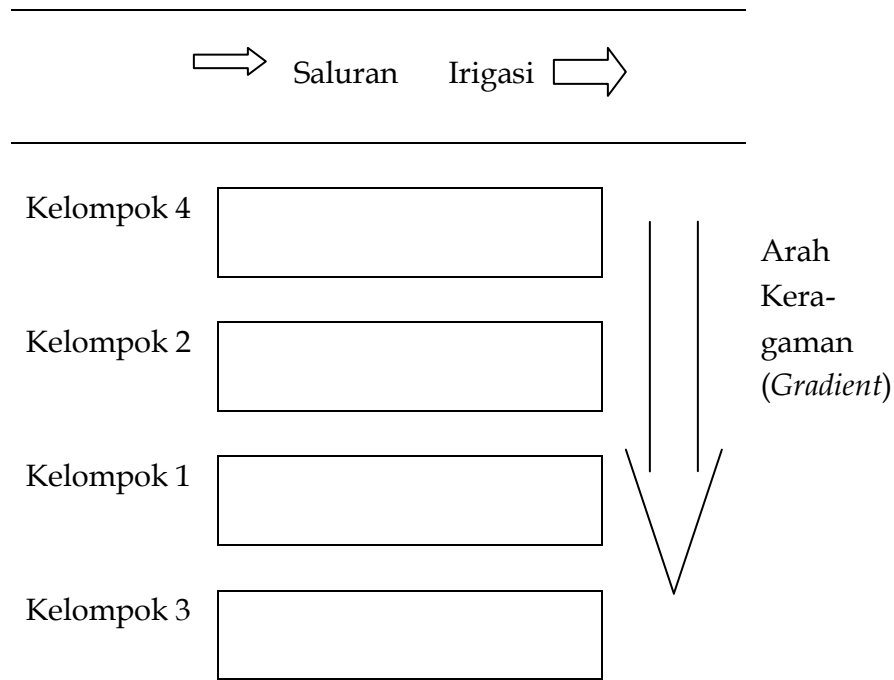 Saluran Irigasi
Kelompok 4
Kelompok 2
Kelompok 1
Kelompok 3
Arah
Kera-
gaman
(Gradient)